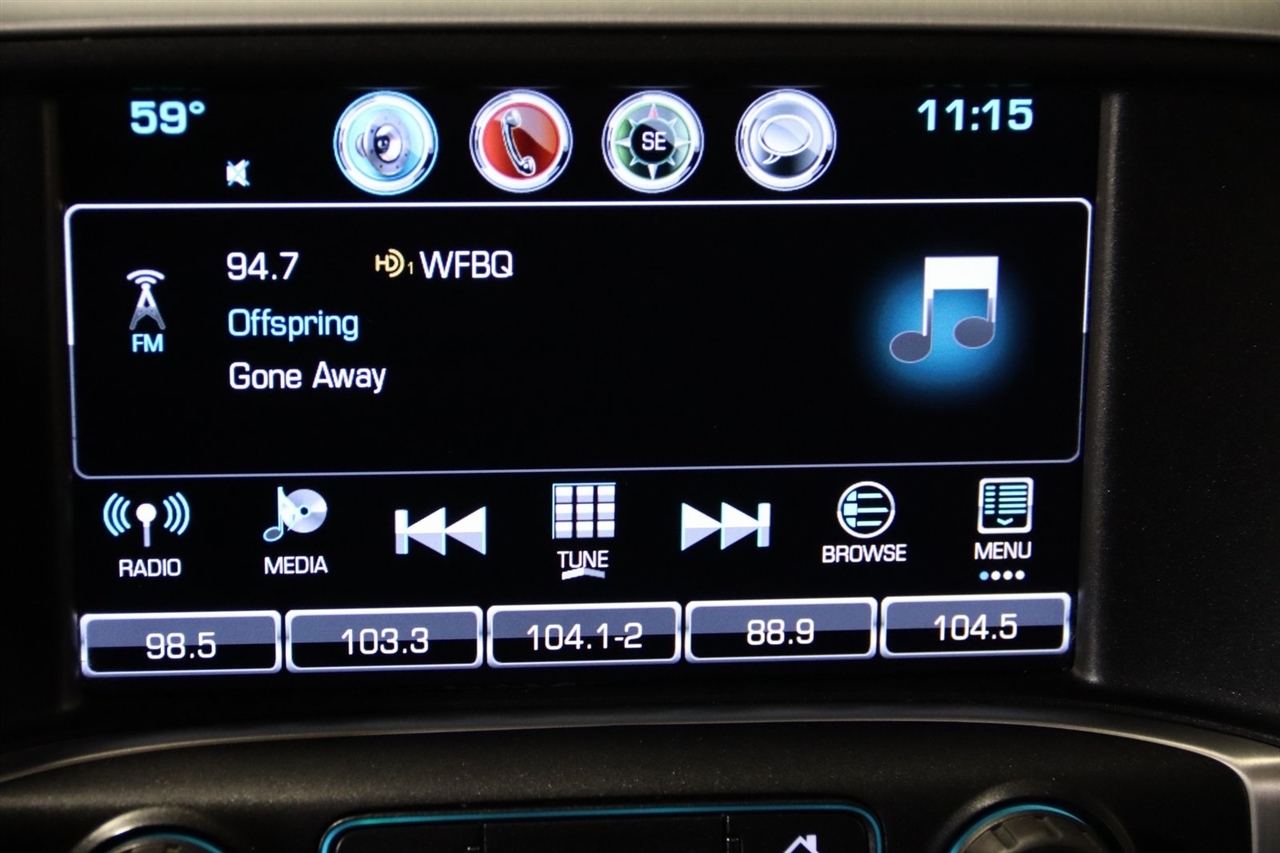 59° 11:15
SE
94.7 HD1 WFBQ
Offspring
FM
Gone Away
RADIO MEDIA TUNE BROWSE MENU
98.5 103.3 104.1-2 88.9 104.5